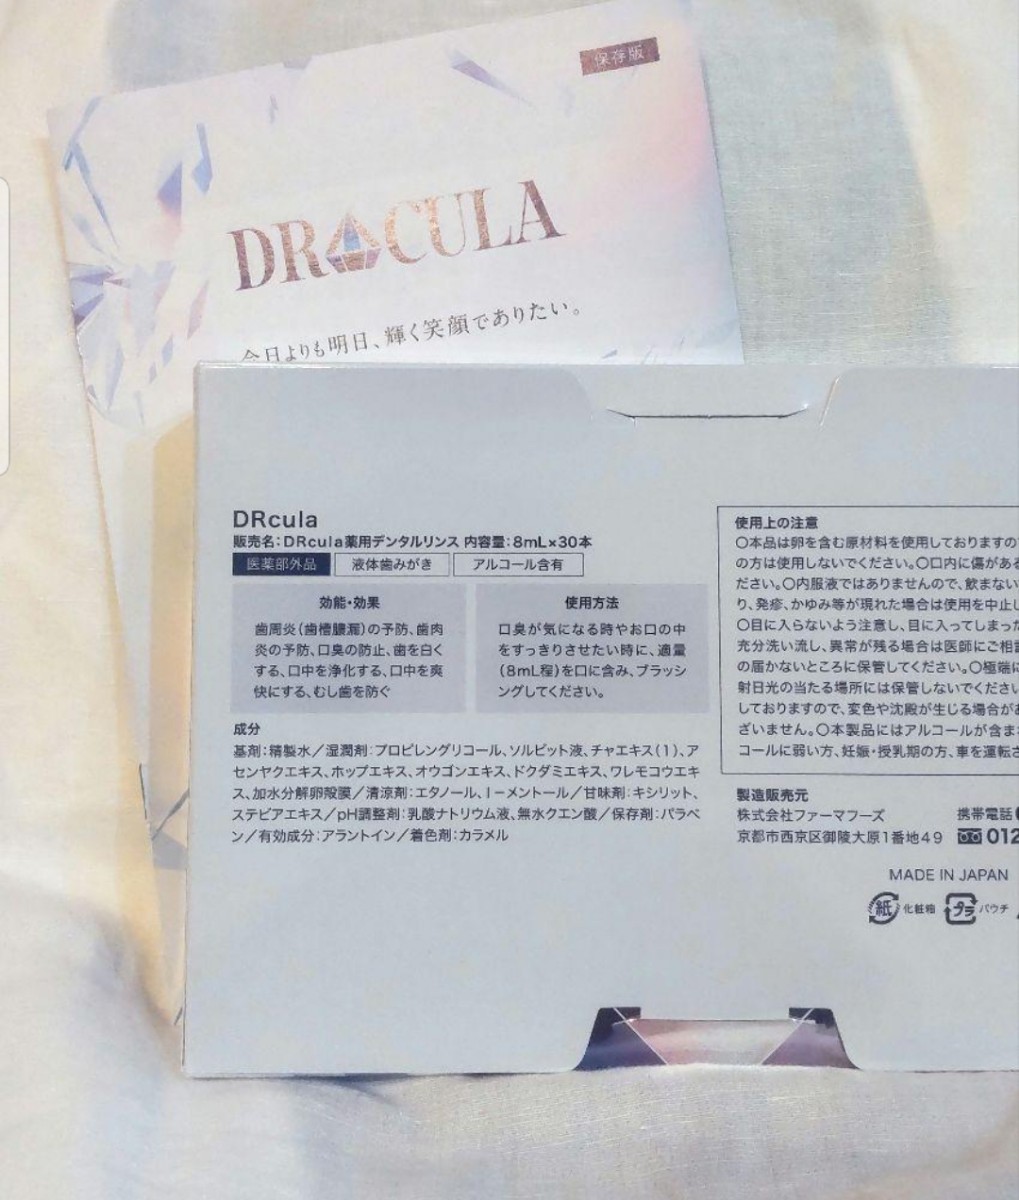 保存版
DRACULA
今日よりも明日、輝く笑顔でありたい。
DRcula
販売名:DRcula薬用デンタルリンス 内容量:8mL×30本
医薬部外品 液体歯みがき アルコール含有
効能・効果
歯周炎(歯槽膿漏)の予防、歯肉
炎の予防、口臭の防止、歯を白く
する、口中を浄化する、口中を爽
快にする、むし歯を防ぐ
使用方法
口臭が気になる時やお口の中
をすっきりさせたい時に、適量
(8mL程)を口に含み、ブラッシ
ングしてください。
成分
基剤:精製水/湿潤剤:プロピレングリコール、ソルビット液、チャエキス(1)、ア
センヤクエキス、ホップエキス、オウゴンエキス、ドクダミエキス、ワレモコウエキ
ス、加水分解卵殻膜/清涼剤:エタノール、l-メントール/甘味剤:キシリット、
ステビアエキス/pH調整剤:乳酸ナトリウム液、無水クエン酸/保存剤:パラベ
ン/有効成分:アラントイン/着色剤:カラメル
使用上の注意
〇本品は卵を含む原材料を使用しておりますの
の方は使用しないでください。〇口内に傷がある
ださい。〇内服液ではありませんので、飲まない
り、発疹、かゆみ等が現れた場合は使用を中止し
〇目に入らないよう注意し、目に入ってしまった
充分洗い流し、異常が残る場合は医師にご相
の届かないところに保管してください。〇極端に
射日光の当たる場所には保管しないでください
しておりますので、変色や沈殿が生じる場合が
ざいません。〇本製品にはアルコールが含ま
コールに弱い方、妊娠・授乳期の方、車を運転さ
製造販売元
株式会社ファーマフーズ 携帯電話
京都市西京区御陵大原1番地49 012
MADE IN JAPAN
紙 化粧箱 プラ パウチ